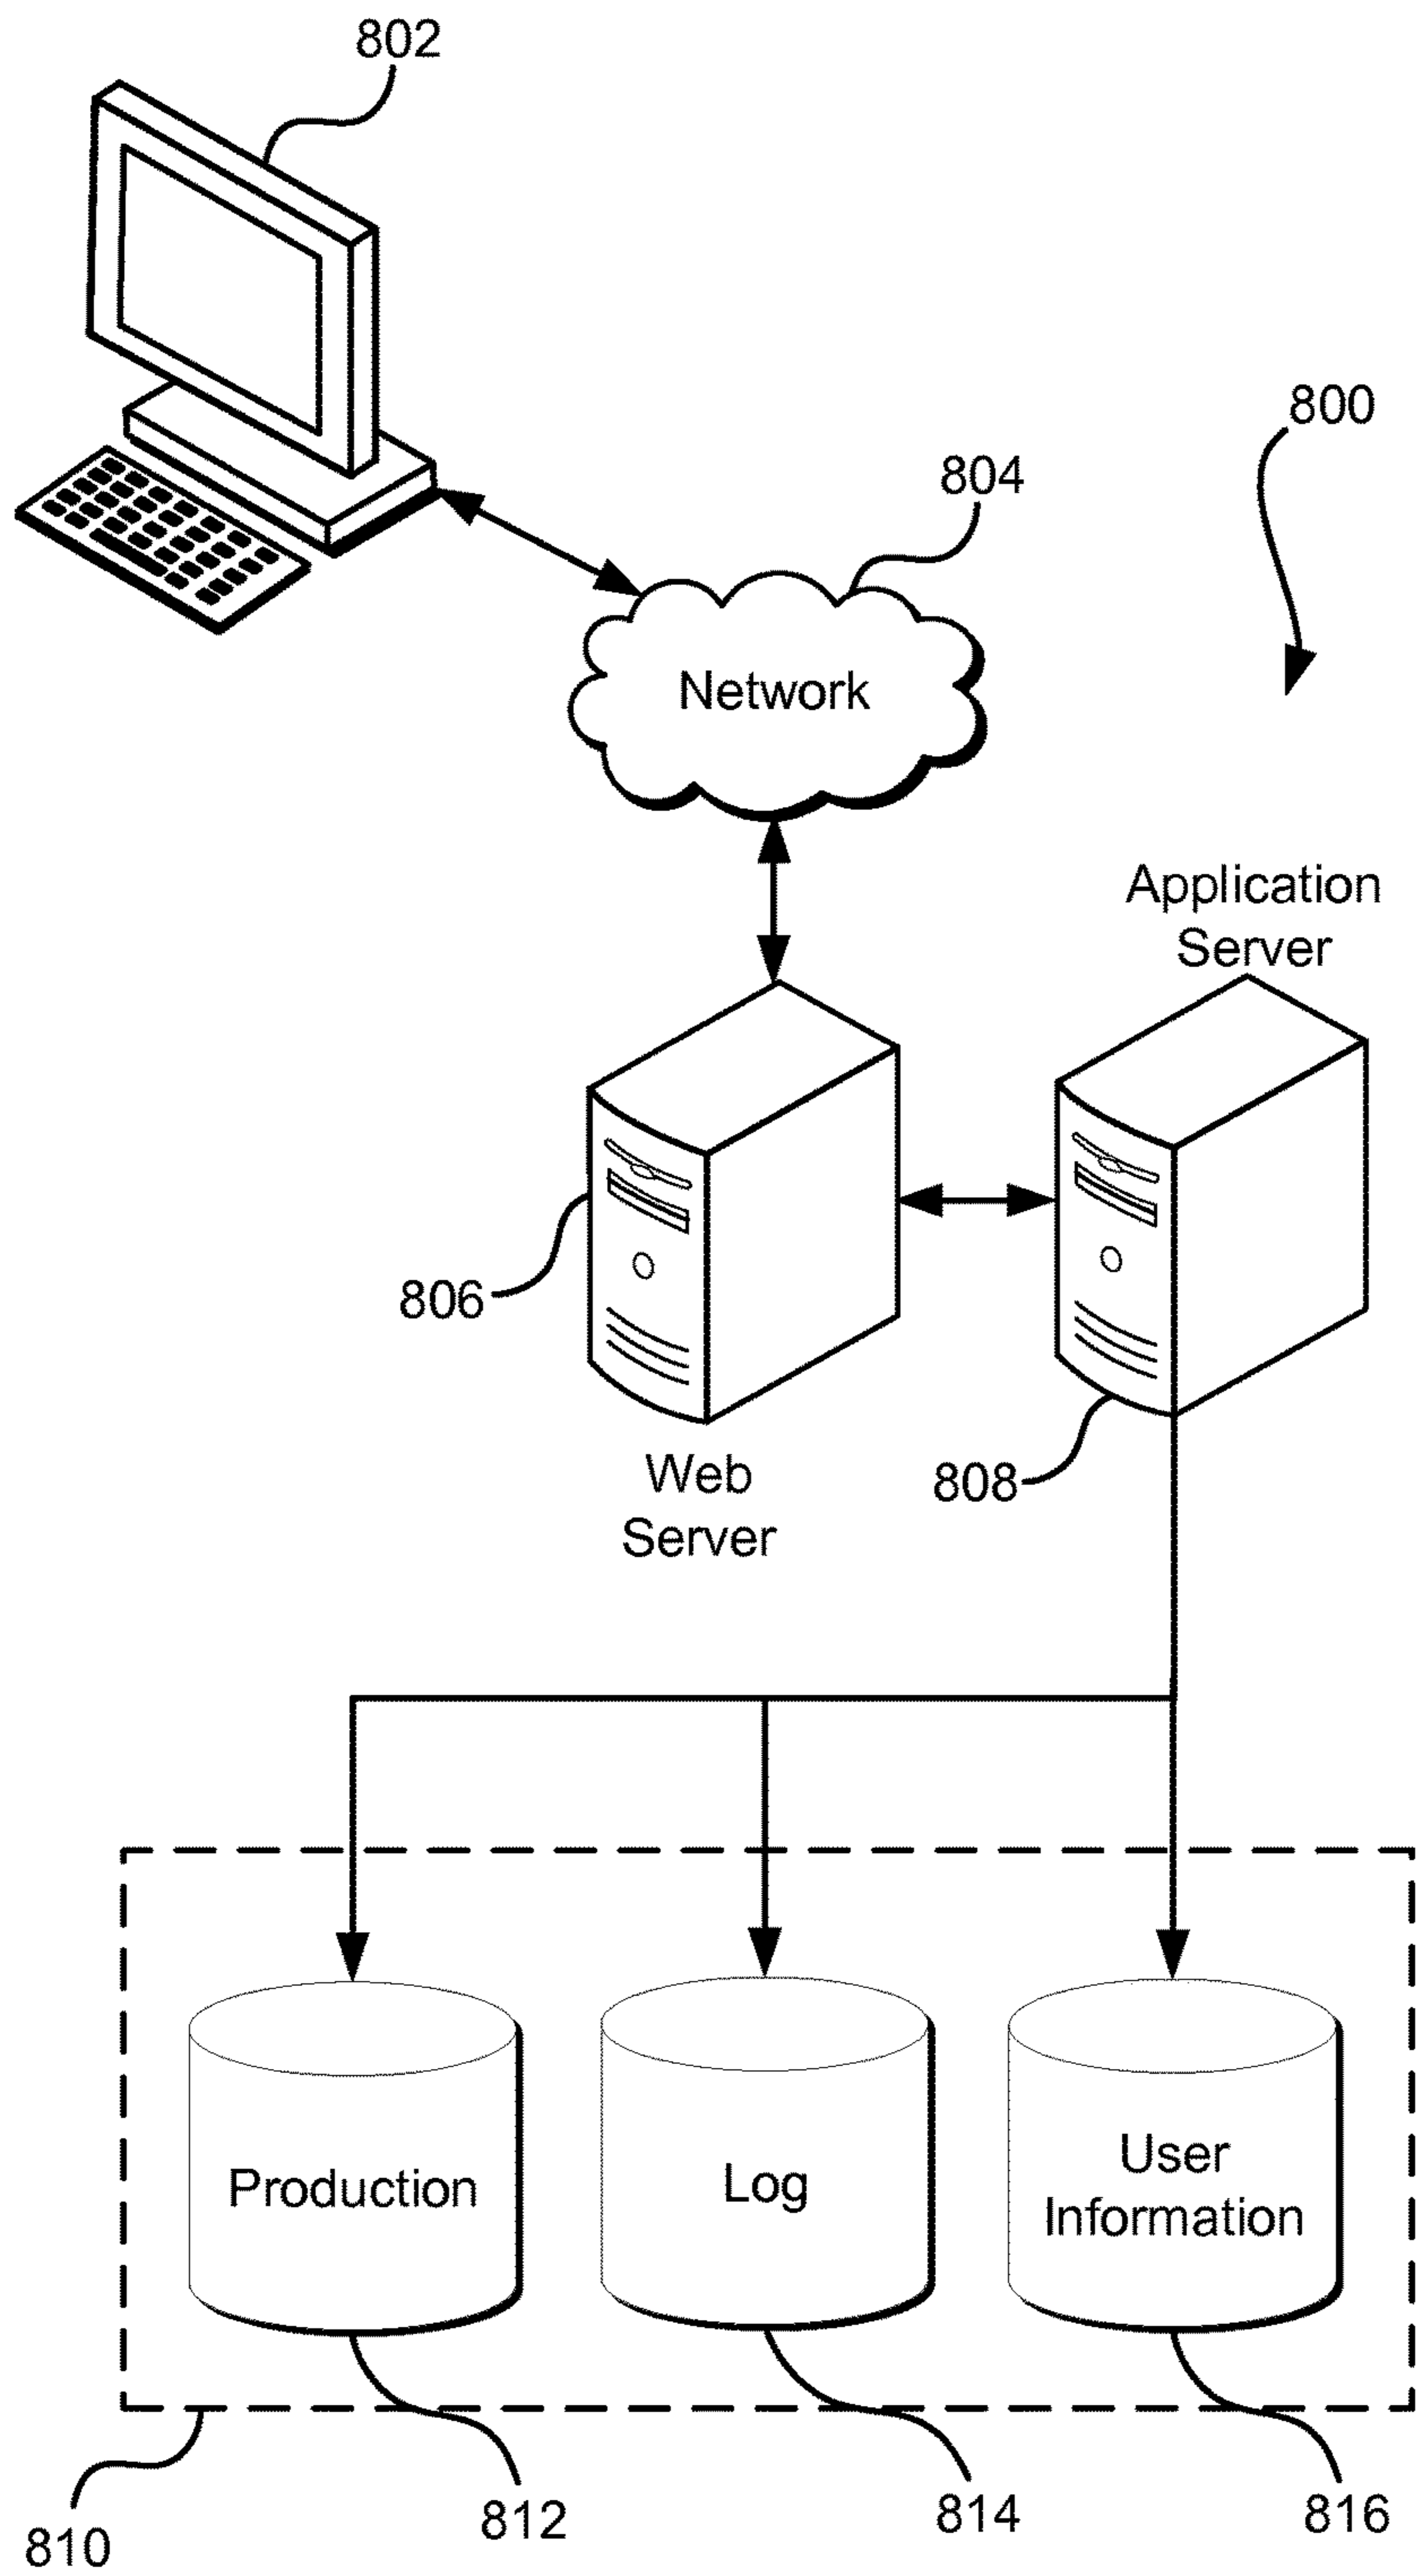 802
800
804
Network
Application
Server
806
Web
Server
808
Production
Log
User
Information
810
812
814
816